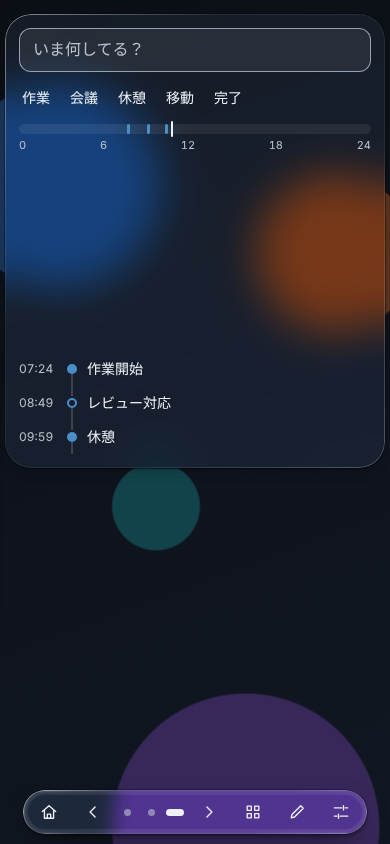 いま何してる？
作業 会議 休憩 移動 完了
0 6 12 18 24
07:24 作業開始
08:49 レビュー対応
09:59 休憩